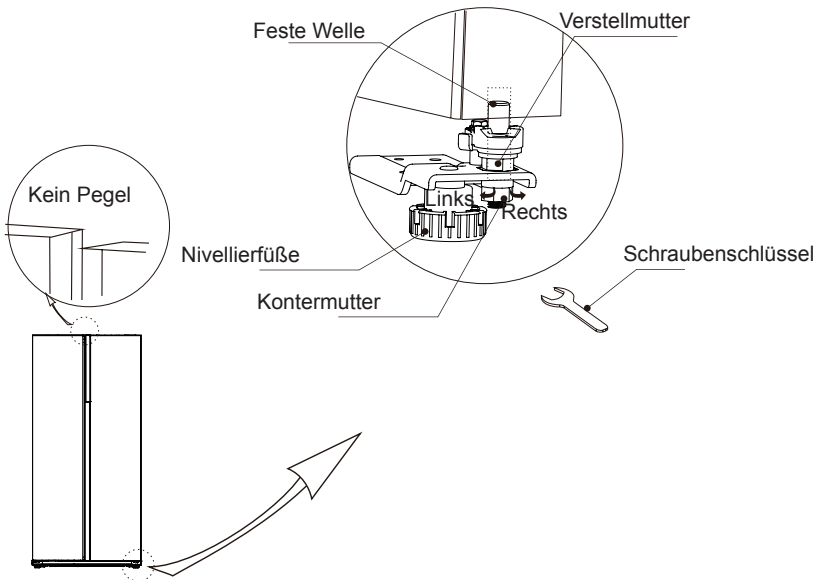 Feste Welle
Verstellmutter
Kein Pegel
Links
Rechts
Nivellierfüße
Schraubenschlüssel
Kontermutter